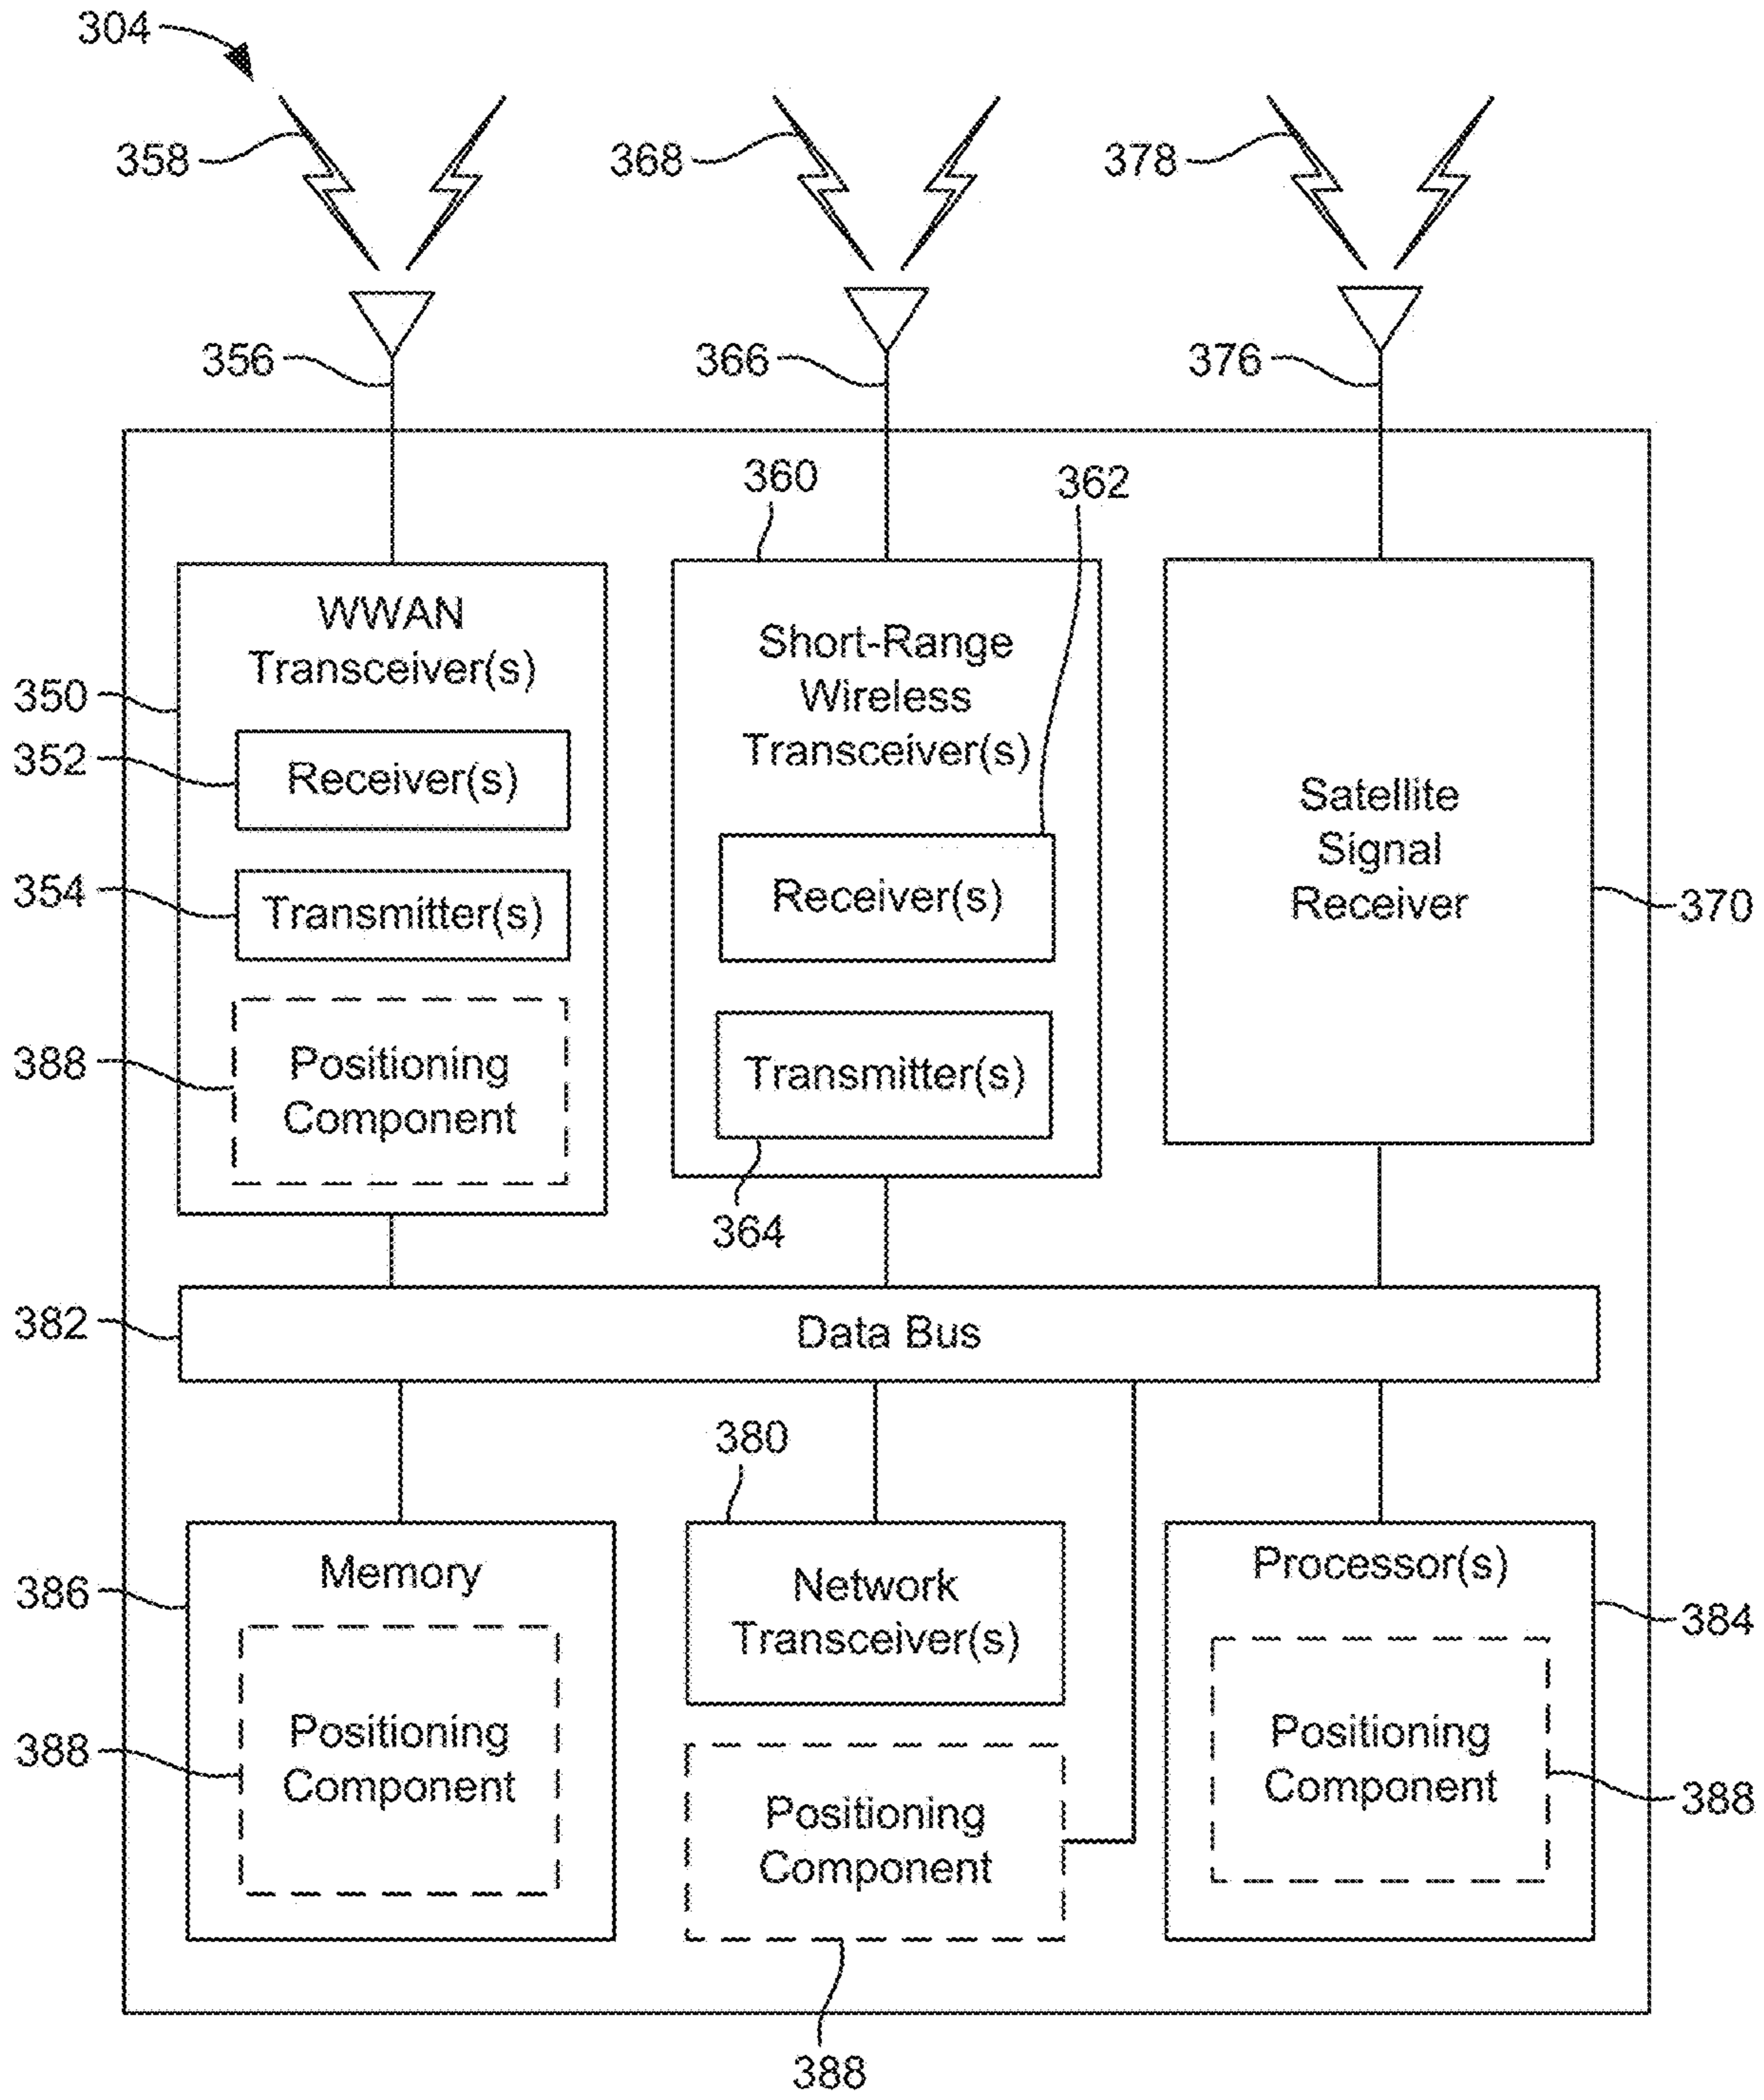 304
358
368
378
356
366
376
360
362
WWAN
Transceiver(s)
Short-Range
Wireless
Transceiver(s)
350
352
Receiver(s)
Satellite
Signal
Receiver
354
Transmitter(s)
Receiver(s)
370
388
Positioning
Component
Transmitter(s)
364
382
Data Bus
380
386
Memory
Network
Transceiver(s)
Processor(s)
384
388
Positioning
Component
Positioning
Component
Positioning
Component
388
388